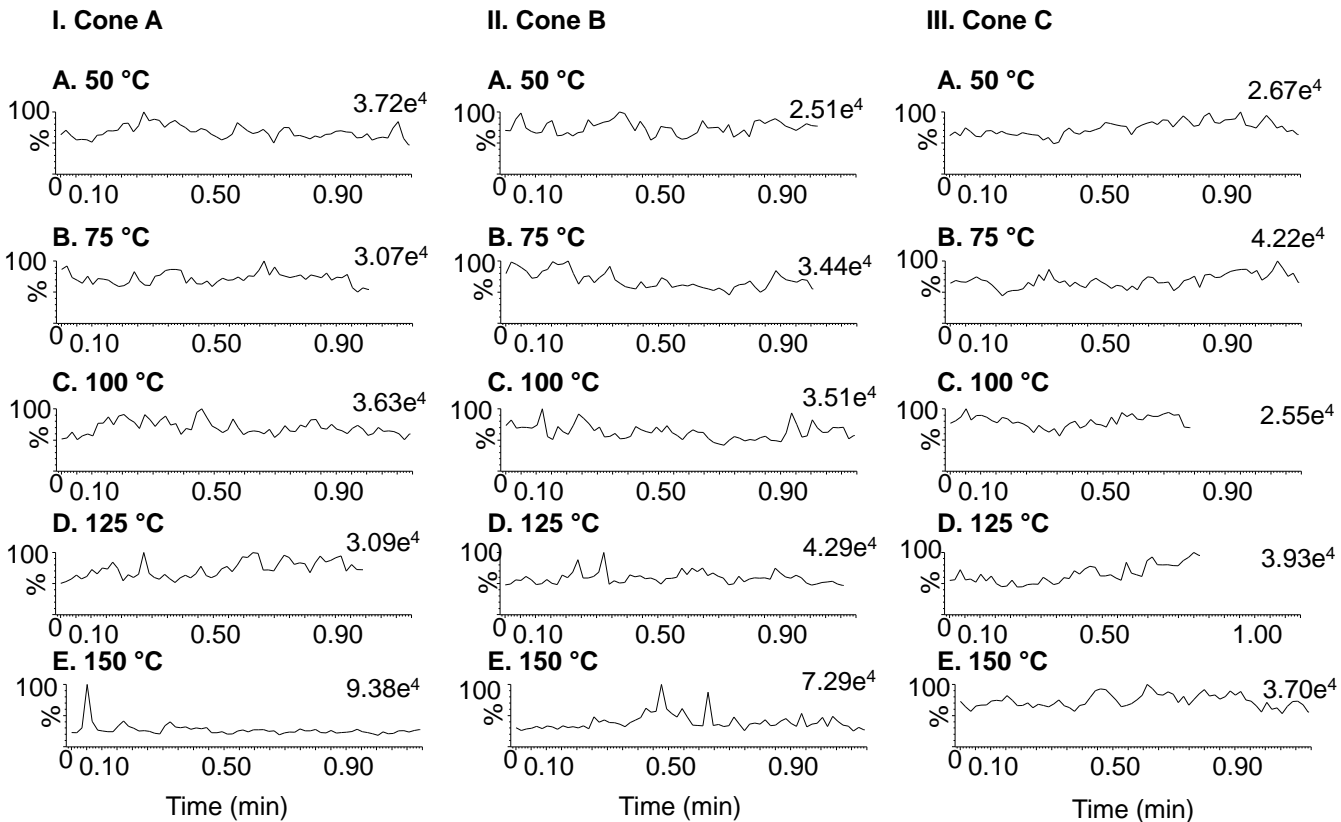 I. Cone A
II. Cone B
III. Cone C
A. 50 °C
A. 50 °C
A. 50 °C
3.72e⁴
2.51e⁴
2.67e⁴
100
100
100
%
%
%
0 0.10 0.50 0.90
0 0.10 0.50 0.90
0 0.10 0.50 0.90
B. 75 °C
B. 75 °C
B. 75 °C
3.07e⁴
3.44e⁴
4.22e⁴
100
100
100
%
%
%
0 0.10 0.50 0.90
0 0.10 0.50 0.90
0 0.10 0.50 0.90
C. 100 °C
C. 100 °C
C. 100 °C
3.63e⁴
3.51e⁴
2.55e⁴
100
100
100
%
%
%
0 0.10 0.50 0.90
0 0.10 0.50 0.90
0 0.10 0.50 0.90
D. 125 °C
D. 125 °C
D. 125 °C
3.09e⁴
4.29e⁴
3.93e⁴
100
100
100
%
%
%
0 0.10 0.50 0.90
0 0.10 0.50 0.90
0 0.10 0.50 1.00
E. 150 °C
E. 150 °C
E. 150 °C
9.38e⁴
7.29e⁴
3.70e⁴
100
100
100
%
%
%
0 0.10 0.50 0.90
0 0.10 0.50 0.90
0 0.10 0.50 0.90
Time (min)
Time (min)
Time (min)